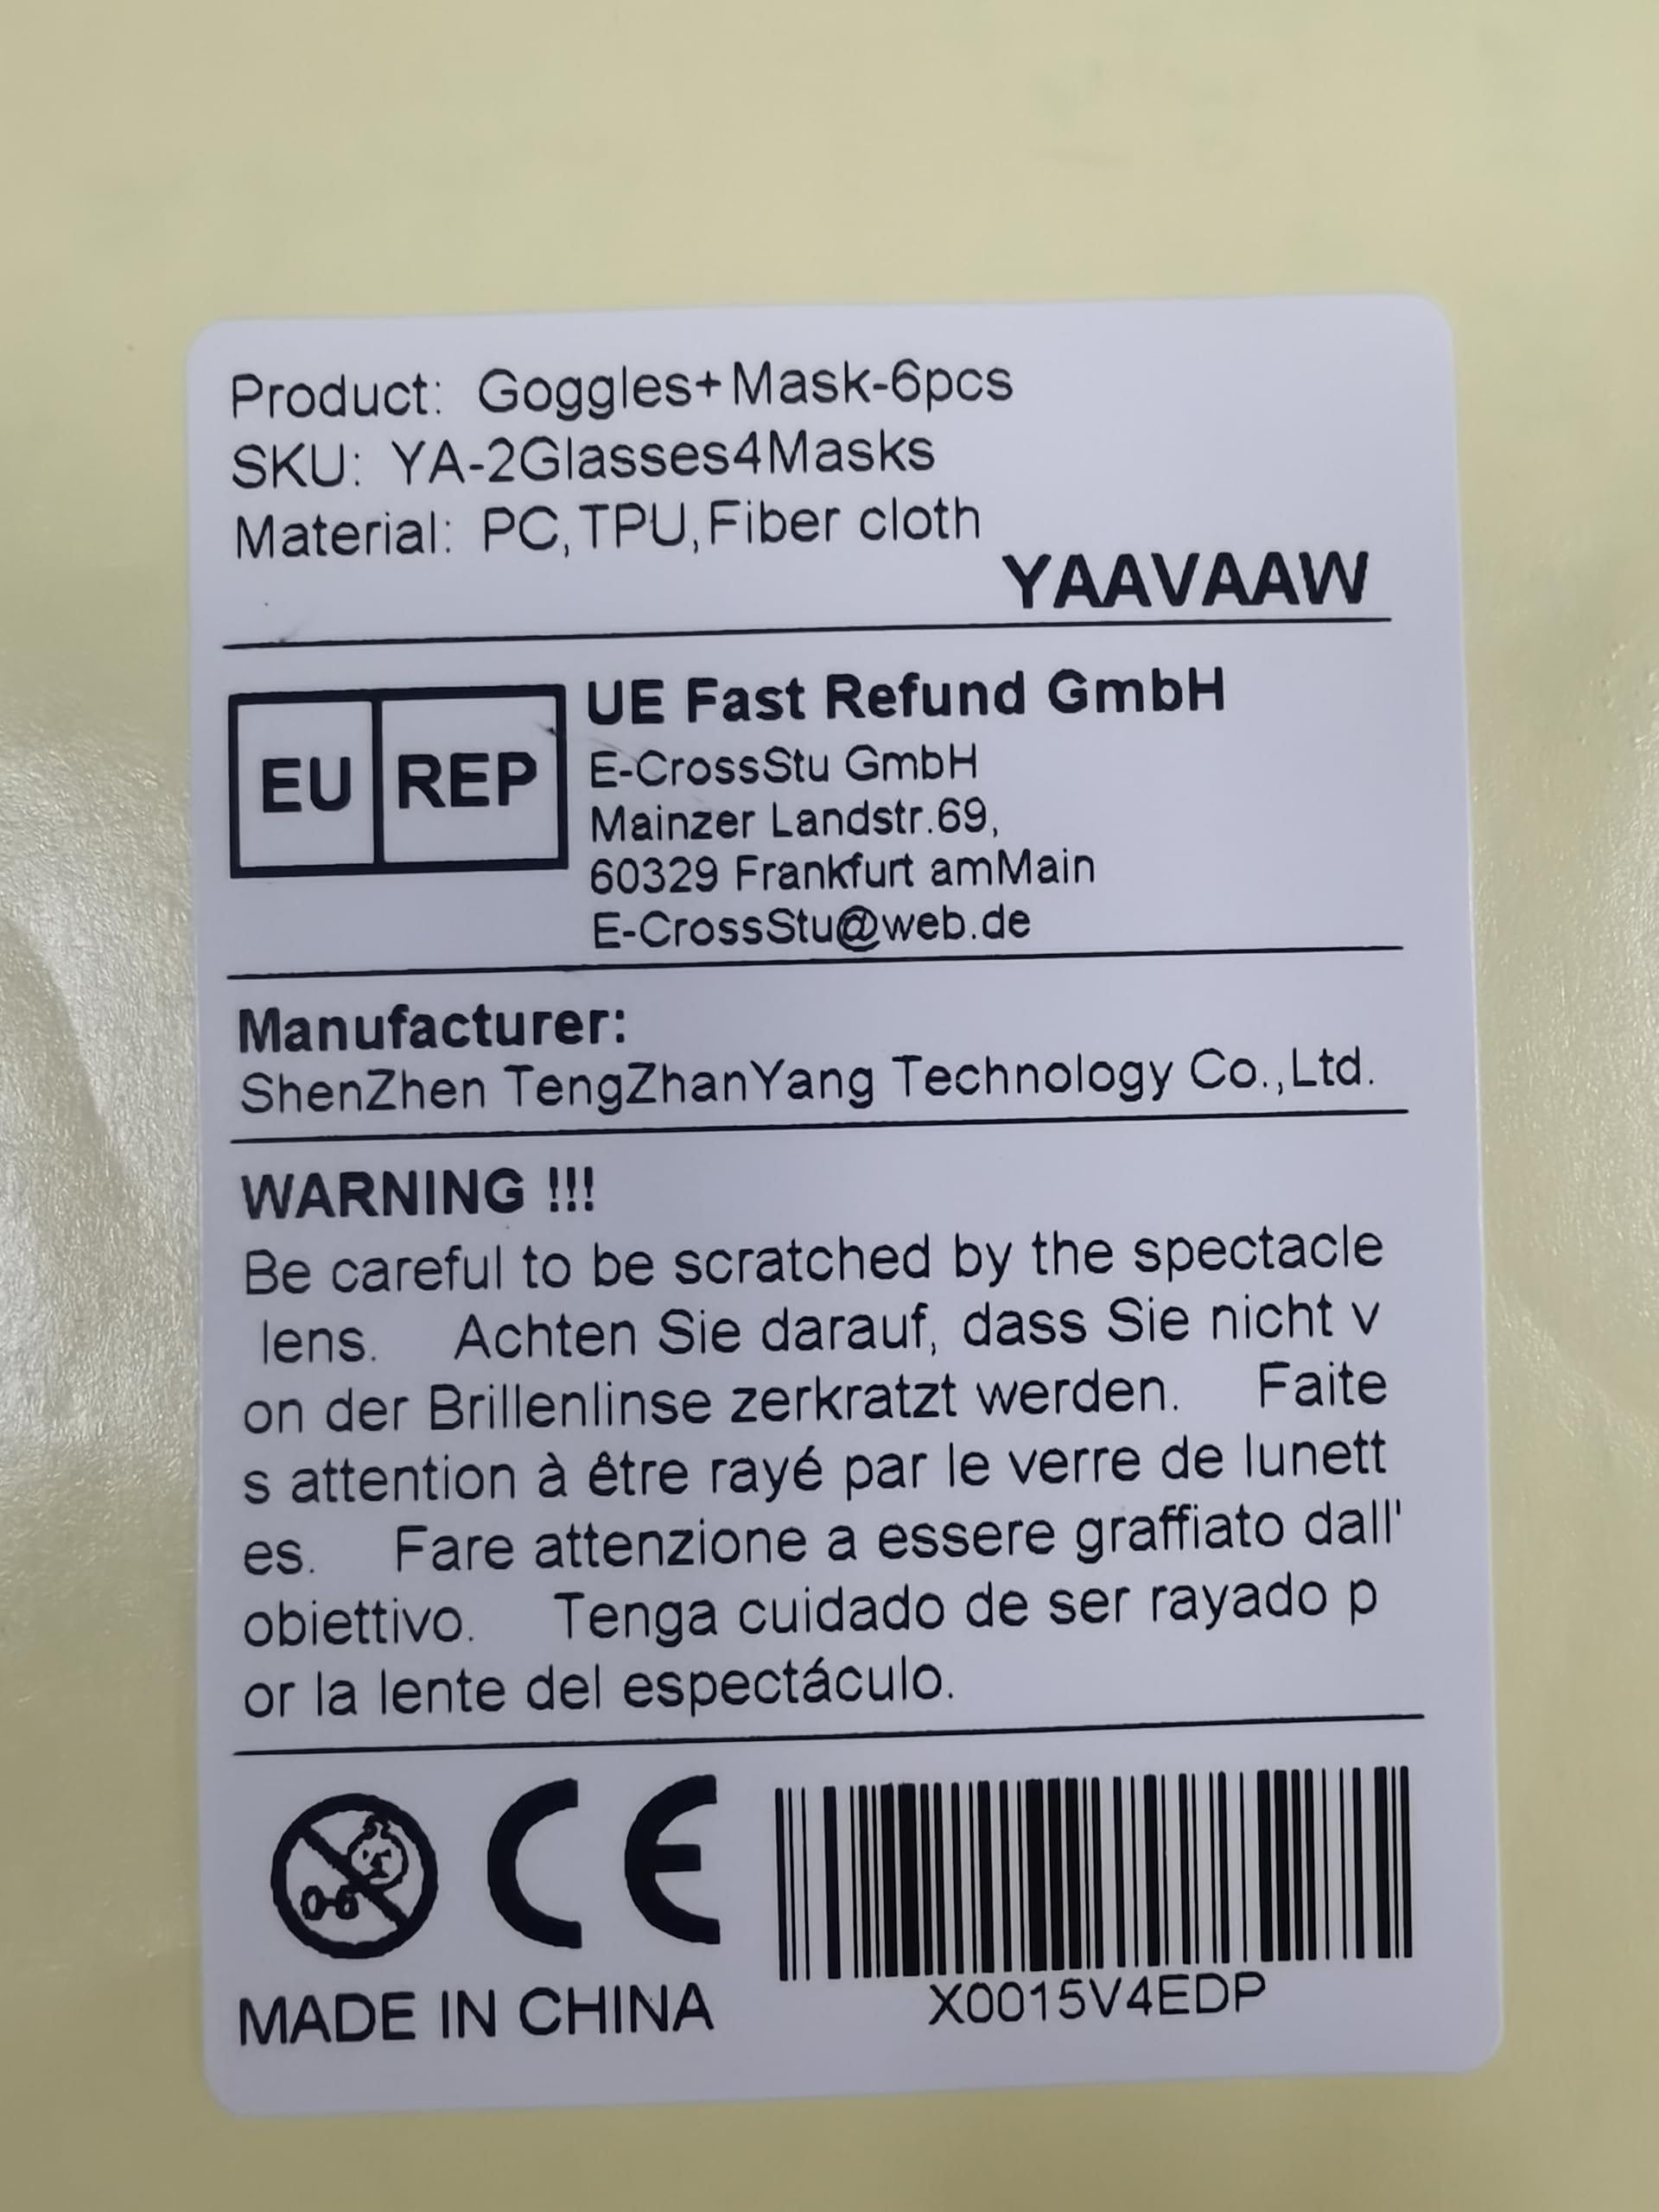 Product: Goggles+Mask-6pcs
SKU: YA-2Glasses4Masks
Material: PC,TPU,Fiber cloth
YAAVAAW
EU REP
UE Fast Refund GmbH
E-CrossStu GmbH
Mainzer Landstr.69,
60329 Frankfurt amMain
E-CrossStu@web.de
Manufacturer:
ShenZhen TengZhanYang Technology Co.,Ltd.
WARNING !!!
Be careful to be scratched by the spectacle
lens. Achten Sie darauf, dass Sie nicht v
on der Brillenlinse zerkratzt werden. Faite
s attention à être rayé par le verre de lunett
es. Fare attenzione a essere graffiato dall'
obiettivo. Tenga cuidado de ser rayado p
or la lente del espectáculo.
0-3
CE
MADE IN CHINA
X0015V4EDP